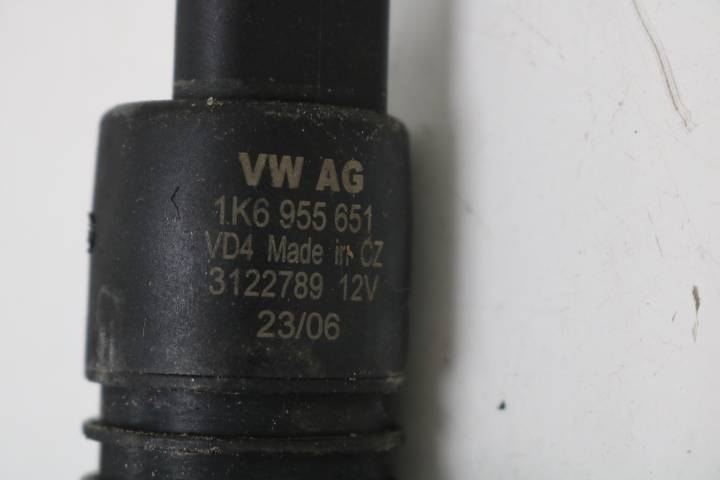 VW AG
1K6 955 651
VD4 Made in CZ
3122789 12V
23/06